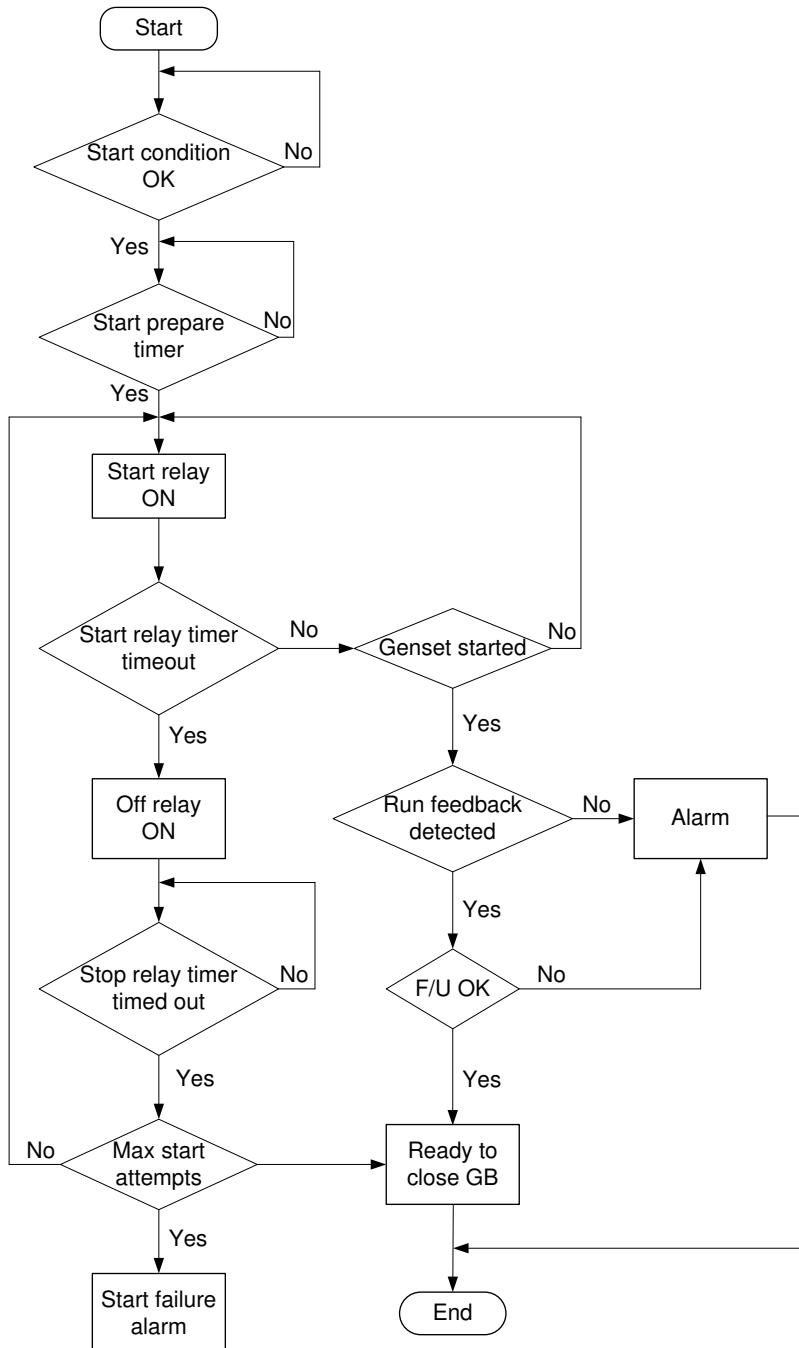 Start
Start condition
OK
No
Yes
Start prepare
timer
No
Yes
Start relay
ON
Start relay timer
timeout
No
Genset started
No
Yes
Yes
Off relay
ON
Run feedback
detected
No
Alarm
Yes
Stop relay timer
timed out
No
F/U OK
No
Yes
Yes
No
Max start
attempts
Ready to
close GB
Yes
Start failure
alarm
End